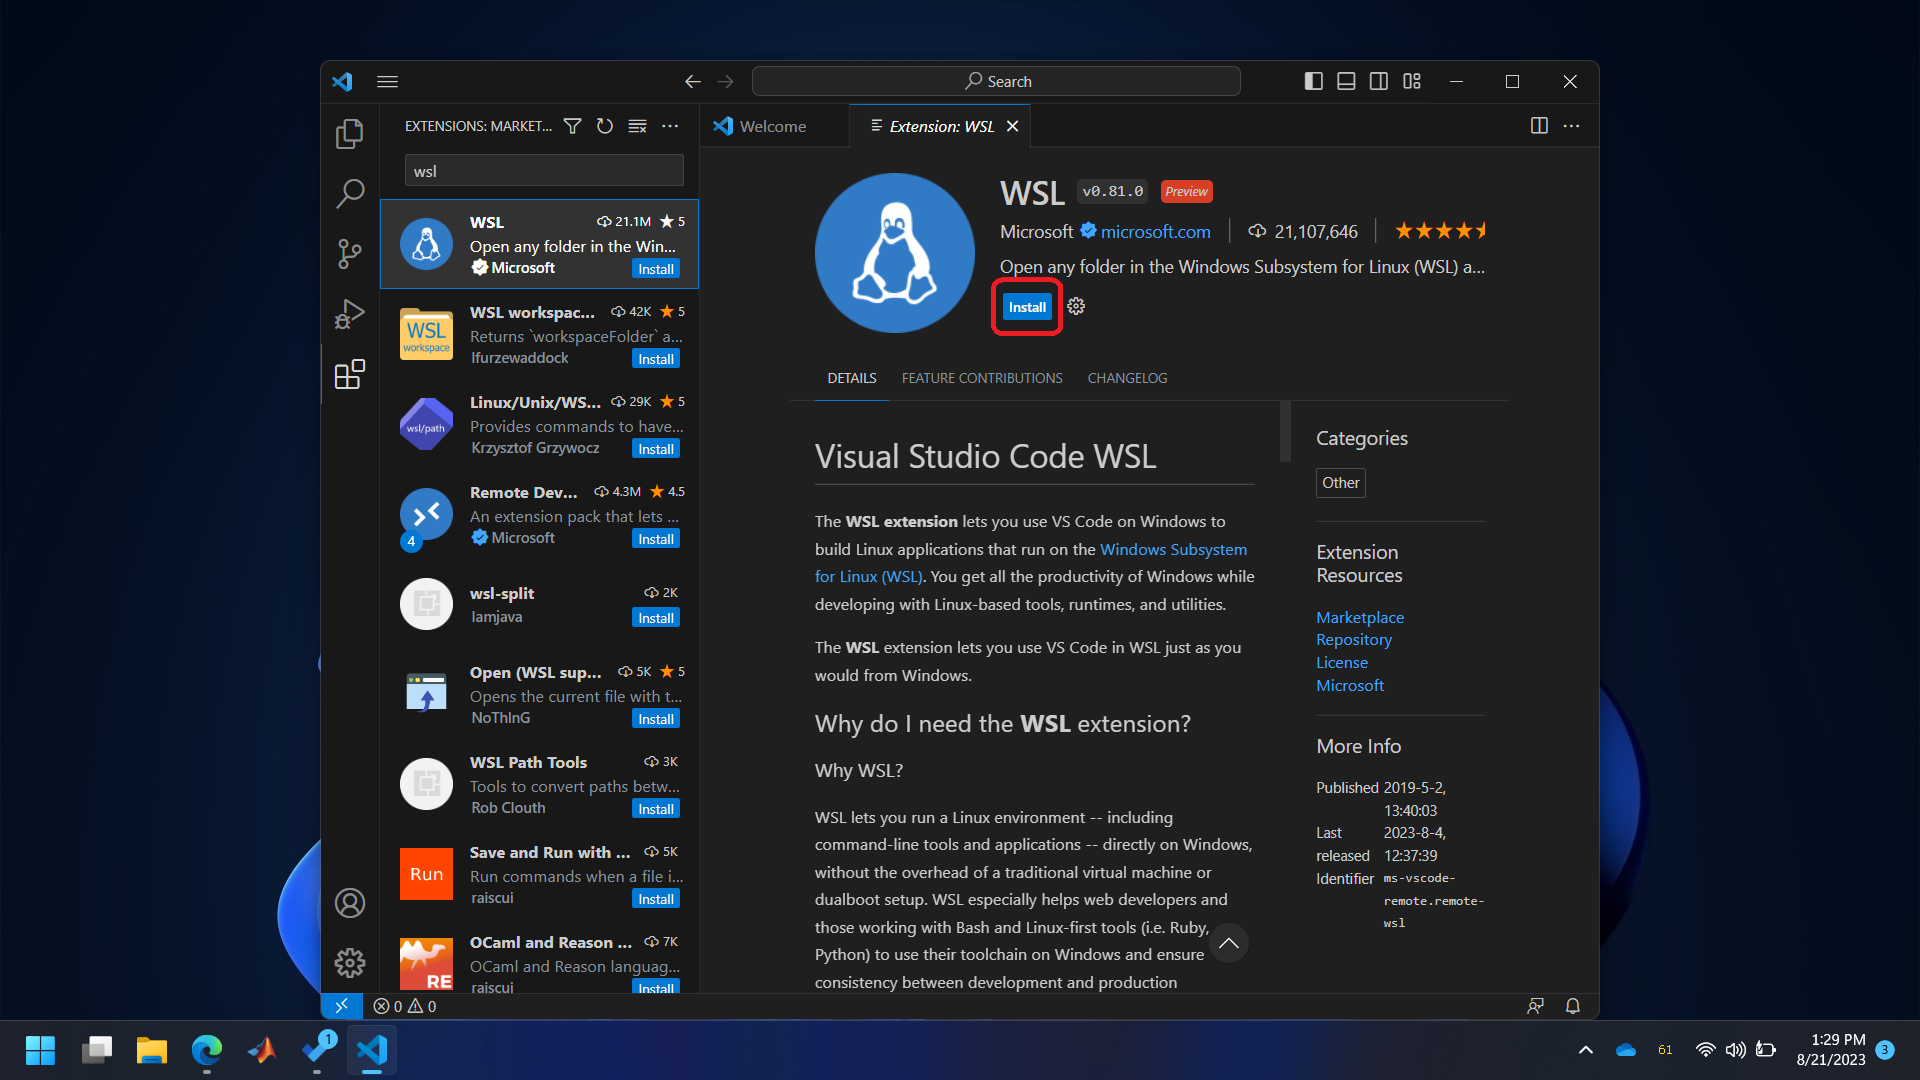 Search
EXTENSIONS: MARKET...
wsl
WSL 21.1M 5
Open any folder in the Win...
Microsoft Install
WSL workspac... 42K 5
Returns `workspaceFolder` a...
lfurzewaddock Install
WSL
workspace
Linux/Unix/WS... 29K 5
Provides commands to have...
Krzysztof Grzywocz Install
wsl/path
Remote Dev... 4.3M 4.5
An extension pack that lets ...
Microsoft Install
4
wsl-split 2K
Iamjava Install
Open (WSL sup... 5K 5
Opens the current file with t...
NoThInG Install
WSL Path Tools 3K
Tools to convert paths betw...
Rob Clouth Install
Save and Run with ... 5K
Run commands when a file i...
raiscui Install
Run
OCaml and Reason ... 7K
OCaml and Reason languag...
raiscui Install
RE
Welcome
Extension: WSL
WSL v0.81.0 Preview
Microsoft microsoft.com 21,107,646
Open any folder in the Windows Subsystem for Linux (WSL) a...
Install
DETAILS FEATURE CONTRIBUTIONS CHANGELOG
Visual Studio Code WSL
The WSL extension lets you use VS Code on Windows to
build Linux applications that run on the Windows Subsystem
for Linux (WSL). You get all the productivity of Windows while
developing with Linux-based tools, runtimes, and utilities.
The WSL extension lets you use VS Code in WSL just as you
would from Windows.
Why do I need the WSL extension?
Why WSL?
WSL lets you run a Linux environment -- including
command-line tools and applications -- directly on Windows,
without the overhead of a traditional virtual machine or
dualboot setup. WSL especially helps web developers and
those working with Bash and Linux-first tools (i.e. Ruby,
Python) to use their toolchain on Windows and ensure
consistency between development and production
Categories
Other
Extension
Resources
Marketplace
Repository
License
Microsoft
More Info
Published 2019-5-2,
13:40:03
Last 2023-8-4,
released 12:37:39
Identifier ms-vscode-
remote.remote-
wsl
0 0
1
61
1:29 PM
8/21/2023
3